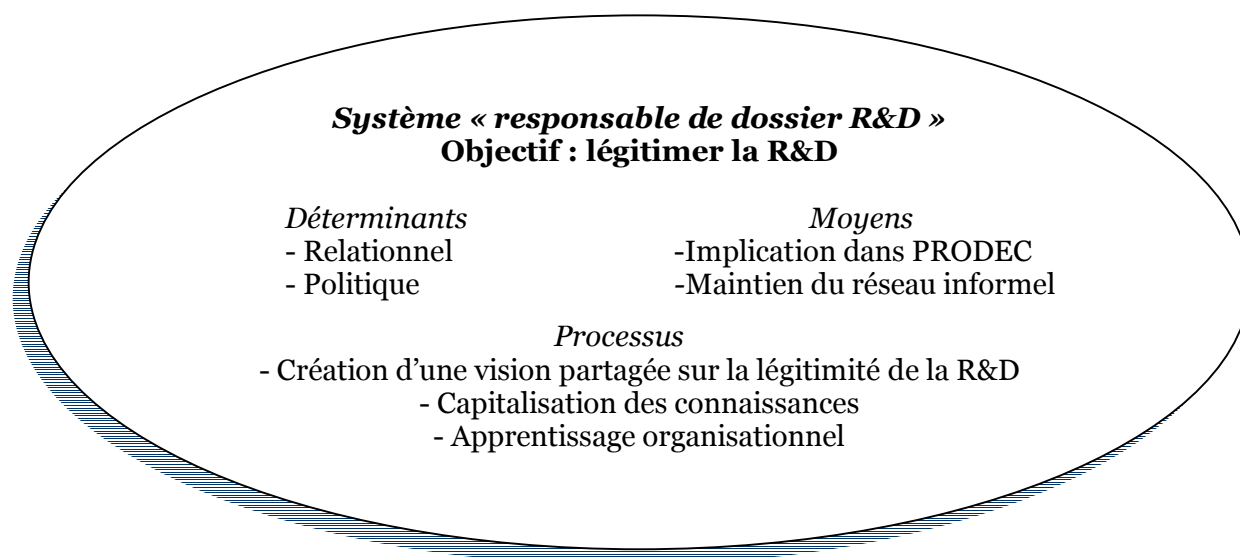 Système « responsable de dossier R&D »
Objectif : légitimer la R&D
Déterminants
- Relationnel
- Politique
Moyens
-Implication dans PRODEC
-Maintien du réseau informel
Processus
- Création d’une vision partagée sur la légitimité de la R&D
- Capitalisation des connaissances
- Apprentissage organisationnel